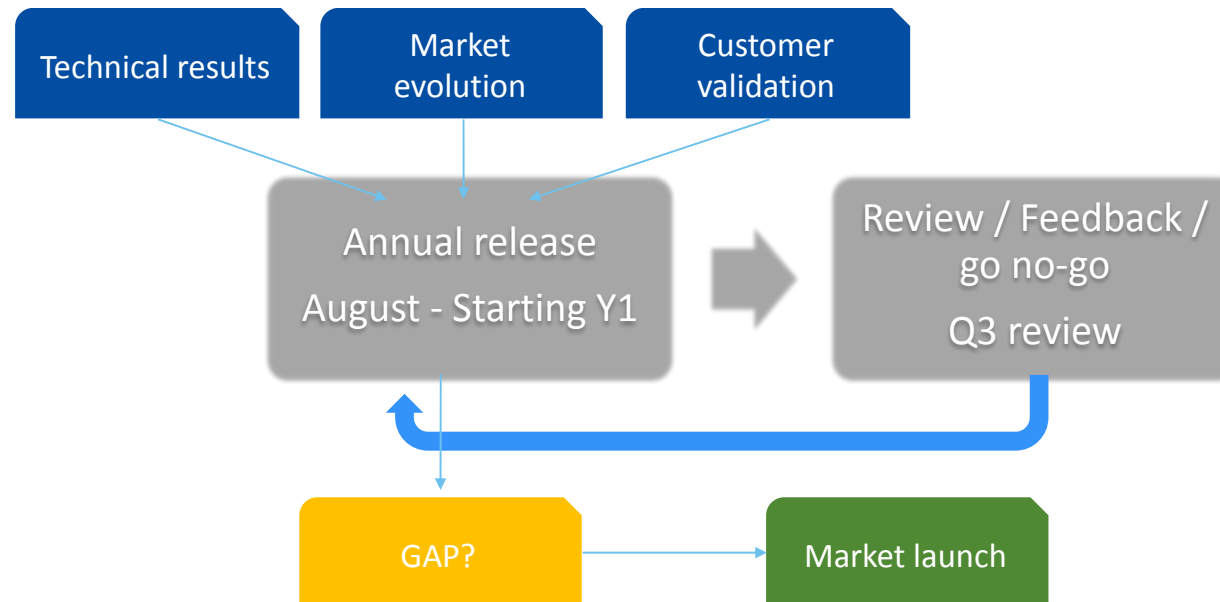 Technical results
Market
evolution
Customer
validation
Annual release
August - Starting Y1
Review / Feedback /
go no-go
Q3 review
GAP?
Market launch